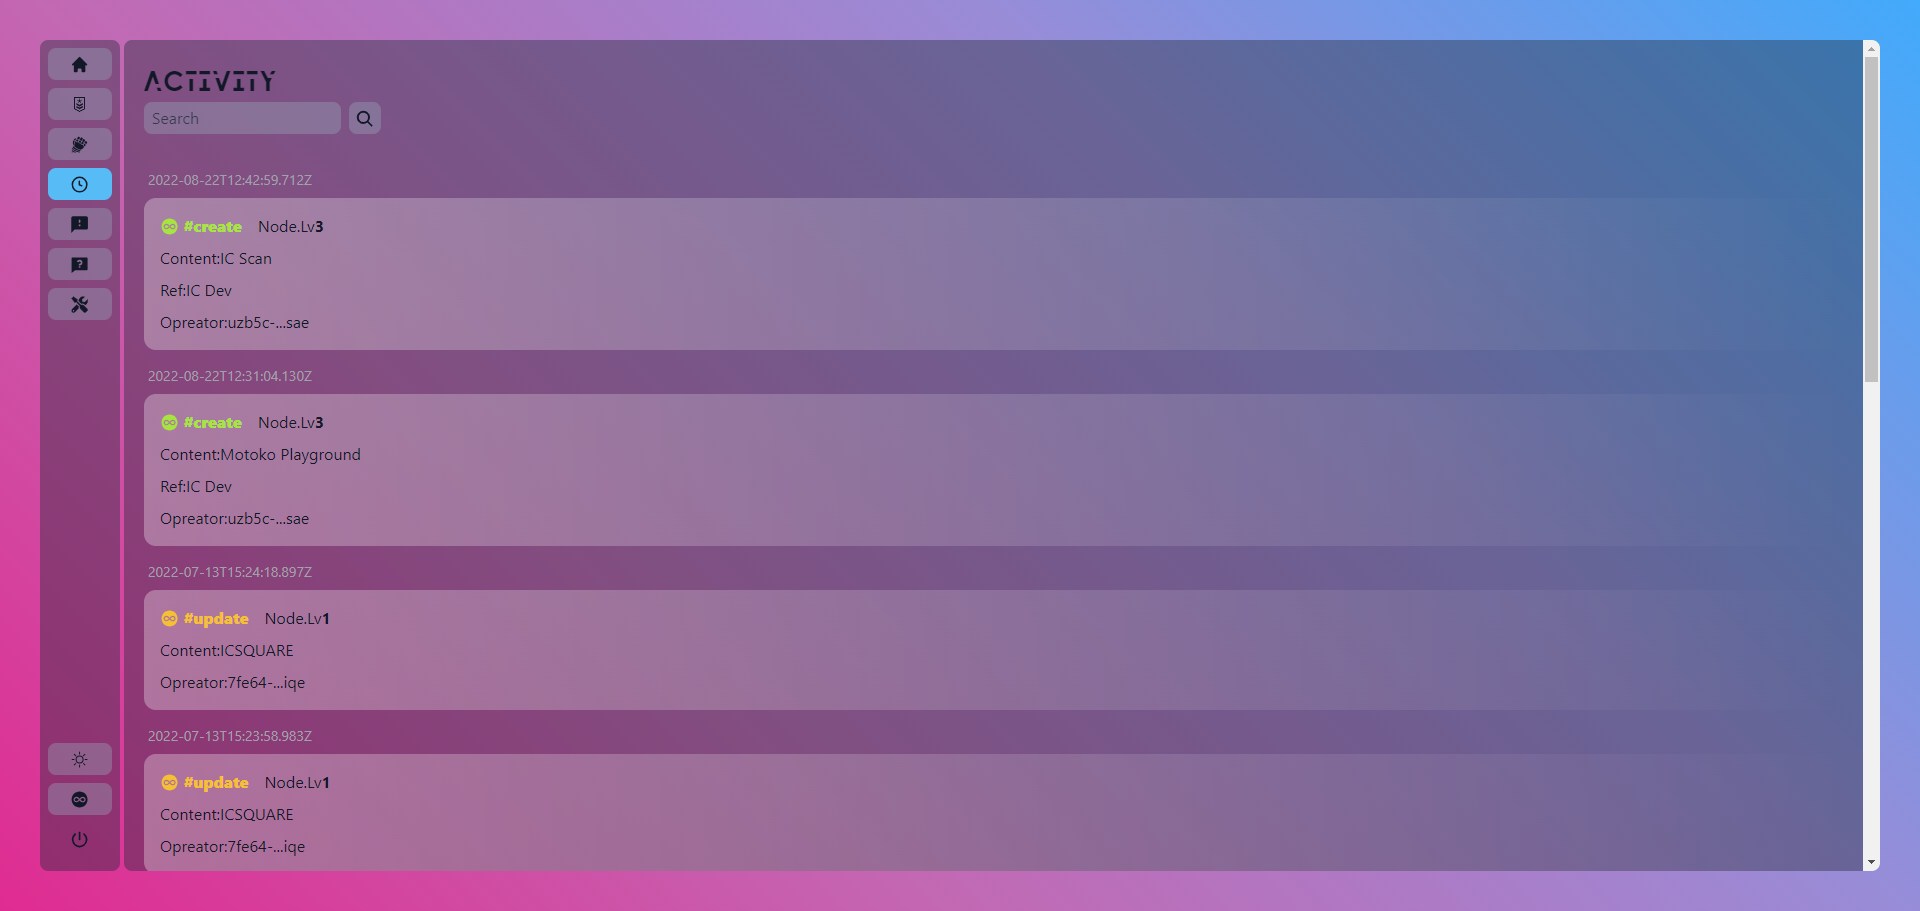 ACTIVITY
Search
2022-08-22T12:42:59.712Z
#create Node.Lv3
Content:IC Scan
Ref:IC Dev
Opreator:uzb5c-...sae
2022-08-22T12:31:04.130Z
#create Node.Lv3
Content:Motoko Playground
Ref:IC Dev
Opreator:uzb5c-...sae
2022-07-13T15:24:18.897Z
#update Node.Lv1
Content:ICSQUARE
Opreator:7fe64-...iqe
2022-07-13T15:23:58.983Z
#update Node.Lv1
Content:ICSQUARE
Opreator:7fe64-...iqe